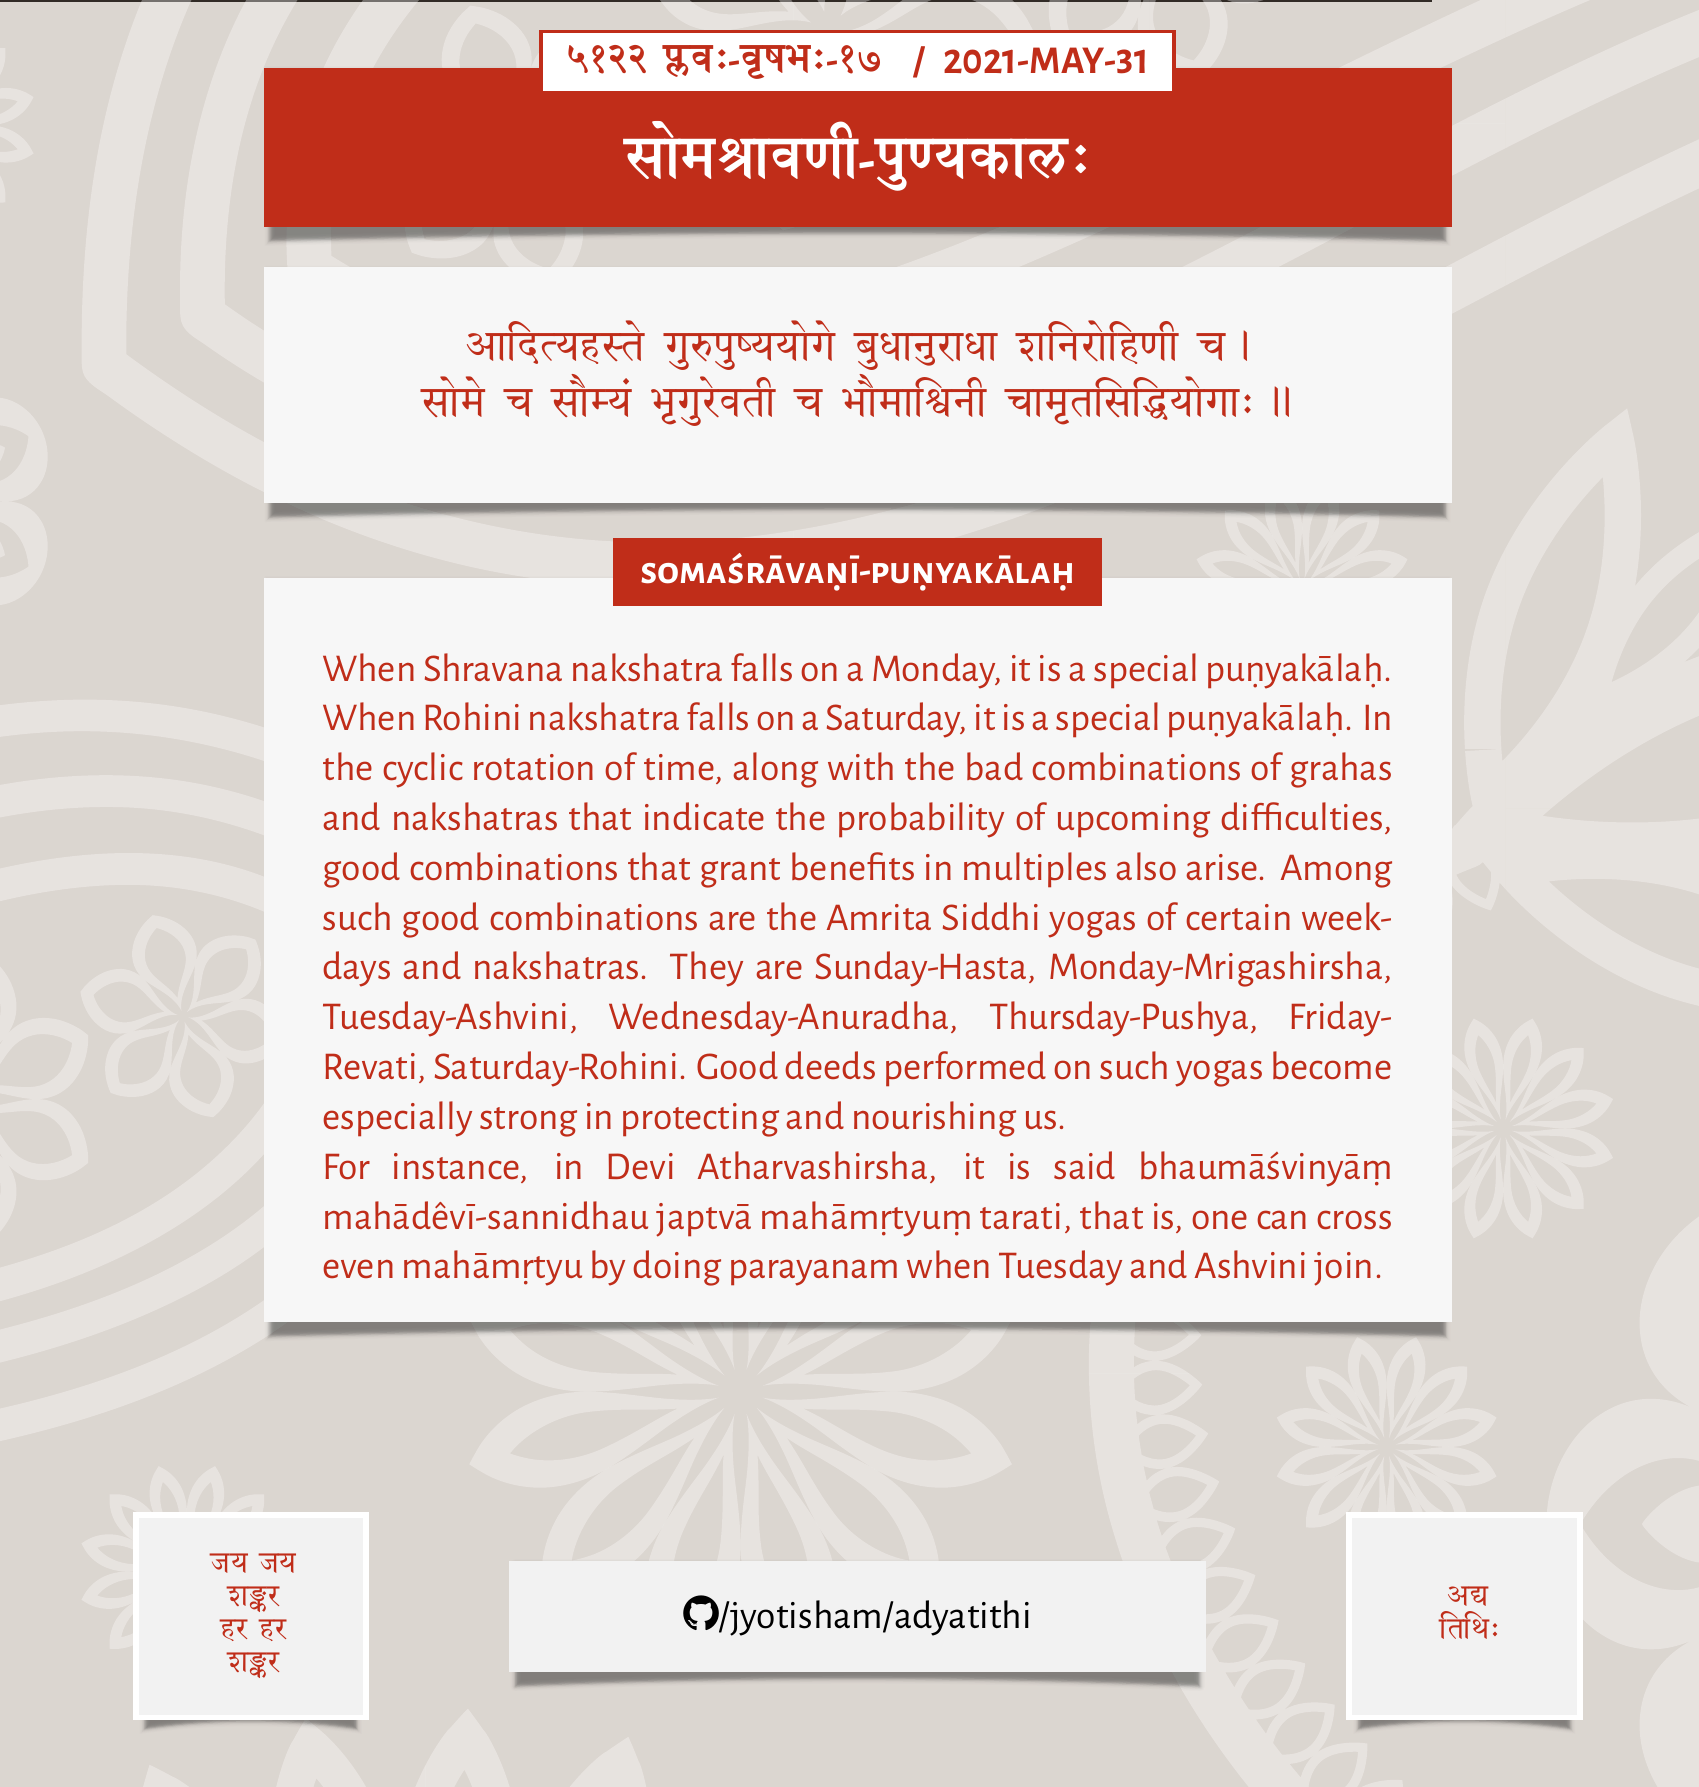 ५१२२ प्लवः-वृषभः-१७ / 2021-MAY-31
सोमश्रावणी-पुण्यकालः
आदित्यहस्ते गुरुपुष्ययोगे बुधानुराधा शनिरोहिणी च।
सोमे च सौम्यं भृगुरेवती च भौमाश्विनी चामृतसिद्धियोगाः ॥
SOMAŚRĀVAṆĪ-PUṆYAKĀLAḤ
When Shravana nakshatra falls on a Monday, it is a special puṇyakālaḥ.
When Rohini nakshatra falls on a Saturday, it is a special puṇyakālaḥ. In
the cyclic rotation of time, along with the bad combinations of grahas
and nakshatras that indicate the probability of upcoming difficulties,
good combinations that grant benefits in multiples also arise. Among
such good combinations are the Amrita Siddhi yogas of certain week-
days and nakshatras. They are Sunday-Hasta, Monday-Mrigashirsha,
Tuesday-Ashvini, Wednesday-Anuradha, Thursday-Pushya, Friday-
Revati, Saturday-Rohini. Good deeds performed on such yogas become
especially strong in protecting and nourishing us.
For instance, in Devi Atharvashirsha, it is said bhaumāśvinyāṃ
mahādêvī-sannidhau japtvā mahāmṛtyuṃ tarati, that is, one can cross
even mahāmṛtyu by doing parayanam when Tuesday and Ashvini join.
जय जय
शङ्कर
हर हर
शङ्कर
/jyotisham/adyatithi
अद्य
तिथिः